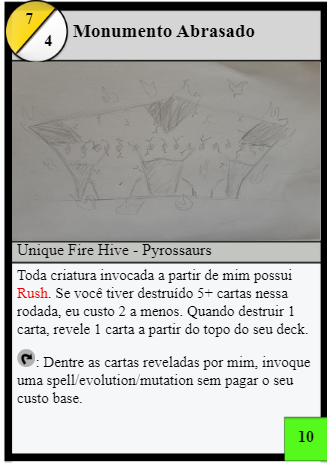 7
4
Monumento Abrasado
Unique Fire Hive - Pyrossaurs
Toda criatura invocada a partir de mim possui
Rush. Se você tiver destruído 5+ cartas nessa
rodada, eu custo 2 a menos. Quando destruir 1
carta, revele 1 carta a partir do topo do seu deck.
: Dentre as cartas reveladas por mim, invoque
uma spell/evolution/mutation sem pagar o seu
custo base.
10